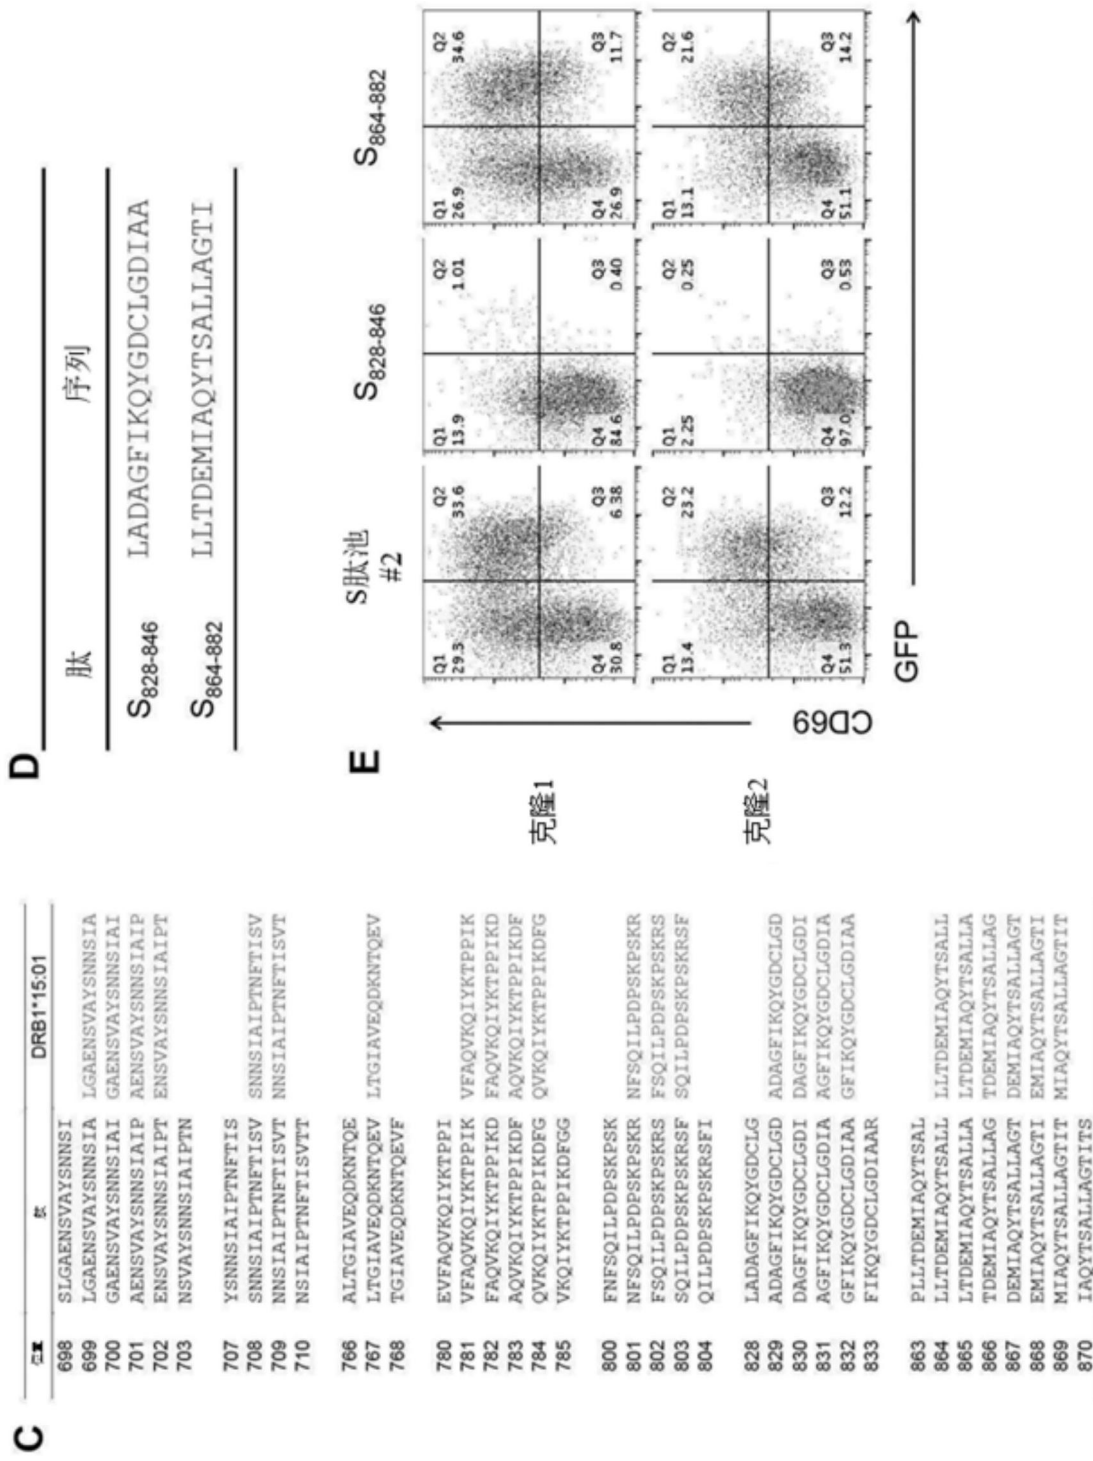 C
DRB1*15:01
698 SLGAENSVAYSNNSI
699 LGAENSVAYSNNSIA LGAENSVAYSNNSIA
700 GAENSVAYSNNSIAI GAENSVAYSNNSIAI
701 AENSVAYSNNSIAIP AENSVAYSNNSIAIP
702 ENSVAYSNNSIAIPT ENSVAYSNNSIAIPT
703 NSVAYSNNSIAIPTN
707 YSNNSIAIPTNFTIS
708 SNNSIAIPTNFTISV SNNSIAIPTNFTISV
709 NNSIAIPTNFTISVT NNSIAIPTNFTISVT
710 NSIAIPTNFTISVTT
766 ALTGIAVEQDKNTQE
767 LTGIAVEQDKNTQEV LTGIAVEQDKNTQEV
768 TGIAVEQDKNTQEVF
780 EVFAQVKQIYKTPPI
781 VFAQVKQIYKTPPIK VFAQVKQIYKTPPIK
782 FAQVKQIYKTPPIKD FAQVKQIYKTPPIKD
783 AQVKQIYKTPPIKDF AQVKQIYKTPPIKDF
784 QVKQIYKTPPIKDFG QVKQIYKTPPIKDFG
785 VKQIYKTPPIKDFGG
800 FNFSQILPDPSKPSK
801 NFSQILPDPSKPSKR NFSQILPDPSKPSKR
802 FSQILPDPSKPSKRS FSQILPDPSKPSKRS
803 SQILPDPSKPSKRSF SQILPDPSKPSKRSF
804 QILPDPSKPSKRSFI
828 LADAGFIKQYGDCLG
829 ADAGFIKQYGDCLGD ADAGFIKQYGDCLGD
830 DAGFIKQYGDCLGDI DAGFIKQYGDCLGDI
831 AGFIKQYGDCLGDIA AGFIKQYGDCLGDIA
832 GFIKQYGDCLGDIAA GFIKQYGDCLGDIAA
833 FIKQYGDCLGDIAAR
863 PLLTDEMIAQYTSAL
864 LLTDEMIAQYTSALL LLTDEMIAQYTSALL
865 LTDEMIAQYTSALLA LTDEMIAQYTSALLA
866 TDEMIAQYTSALLAG TDEMIAQYTSALLAG
867 DEMIAQYTSALLAGT DEMIAQYTSALLAGT
868 EMIAQYTSALLAGTI EMIAQYTSALLAGTI
869 MIAQYTSALLAGTIT MIAQYTSALLAGTIT
870 IAQYTSALLAGTITS
D
肽 序列
S828-846 LADAGFIKQYGDCLGDIAA
S864-882 LLTDEMIAQYTSALLAGTI
E
S肽池
#2
S828-846
S864-882
克隆1
Q1 29.3
Q2 33.6
Q4 30.8
Q3 6.38
Q1 13.9
Q2 1.01
Q4 84.6
Q3 0.40
Q1 26.9
Q2 34.6
Q4 26.9
Q3 11.7
克隆2
Q1 13.4
Q2 23.2
Q4 51.3
Q3 12.2
Q1 2.25
Q2 0.25
Q4 97.0
Q3 0.53
Q1 13.1
Q2 21.6
Q4 51.1
Q3 14.2
CD69
GFP